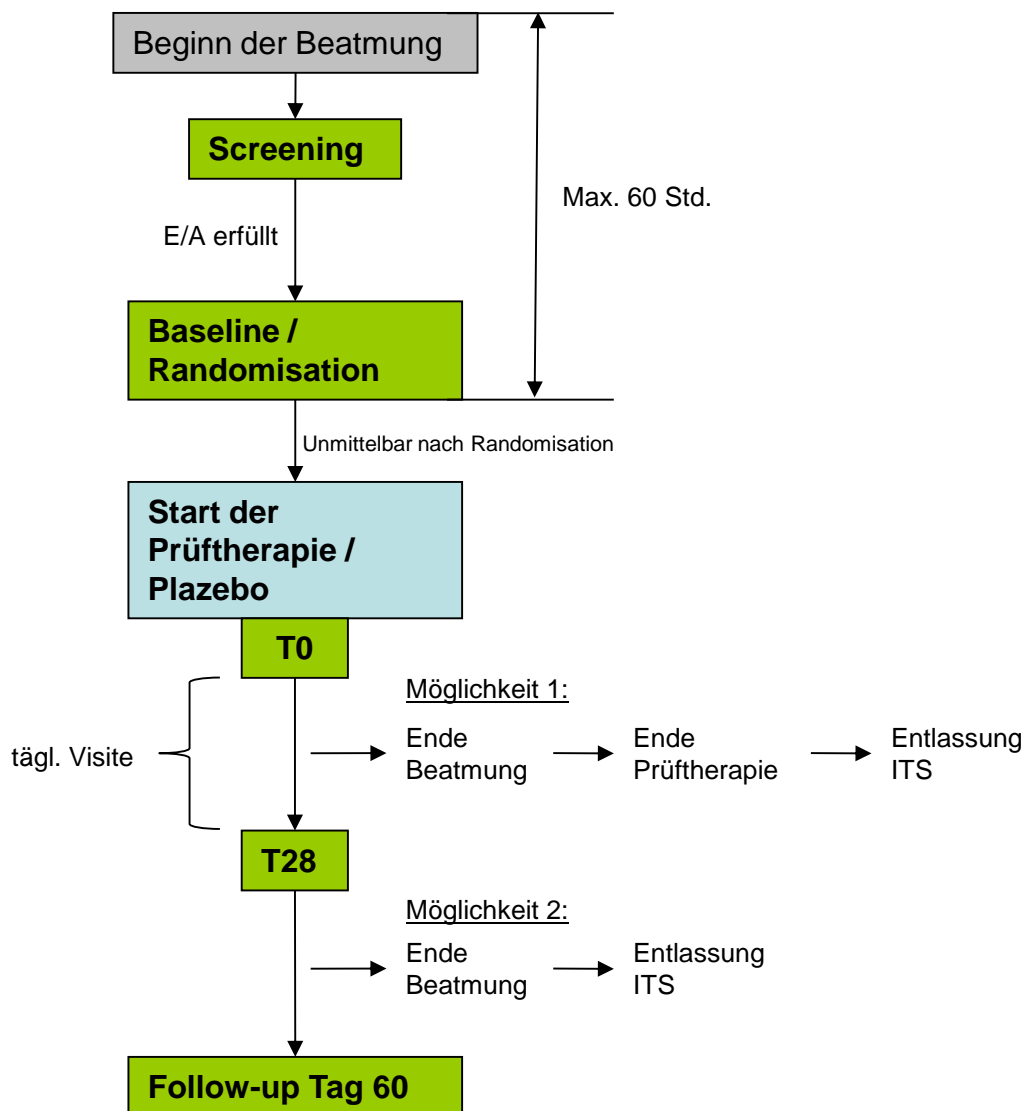 Beginn der Beatmung
Screening
Max. 60 Std.
E/A erfüllt
Baseline /
Randomisation
Unmittelbar nach Randomisation
Start der
Prüftherapie /
Plazebo
T0
Möglichkeit 1:
tägl. Visite
Ende
Beatmung
Ende
Prüftherapie
Entlassung
ITS
T28
Möglichkeit 2:
Ende
Beatmung
Entlassung
ITS
Follow-up Tag 60